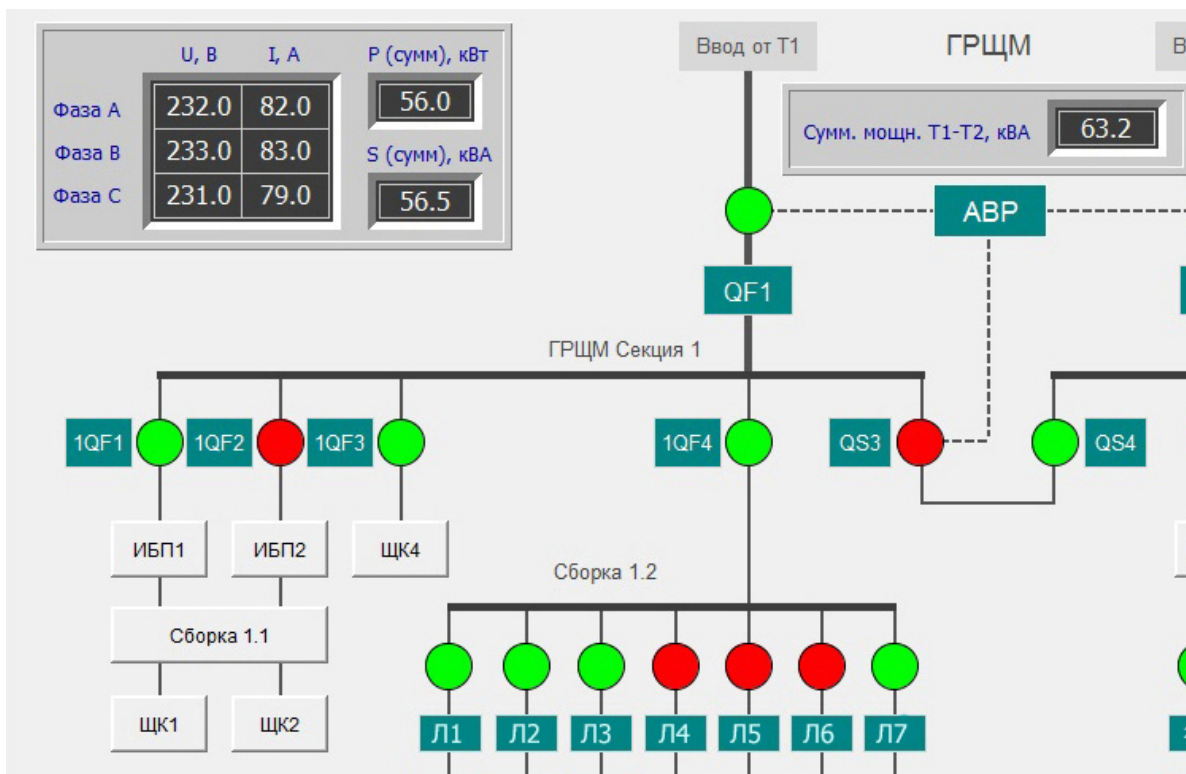 U, В I, А P (сумм), кВт
Фаза А 232.0 82.0 56.0
Фаза В 233.0 83.0 S (сумм), кВА
Фаза С 231.0 79.0 56.5
Ввод от Т1 ГРЩМ В
Сумм. мощн. Т1-Т2, кВА 63.2
АВР
QF1
ГРЩМ Секция 1
1QF1 1QF2 1QF3 1QF4 QS3 QS4
ИБП1 ИБП2 ЩК4
Сборка 1.2
Сборка 1.1
ЩК1 ЩК2
Л1 Л2 Л3 Л4 Л5 Л6 Л7